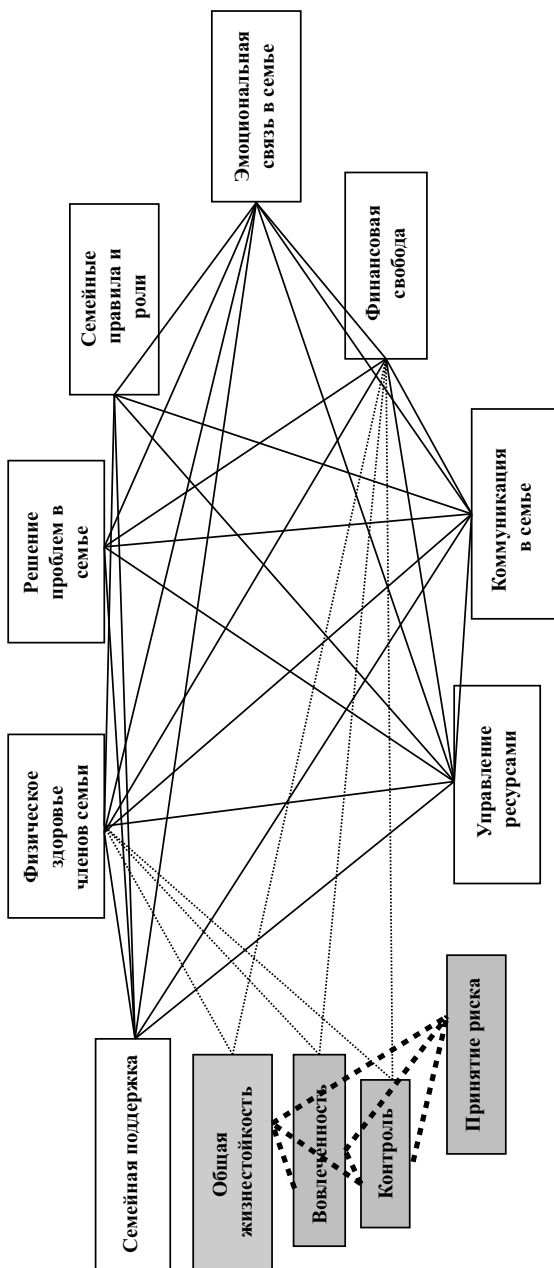 Семейная поддержка
Физическое
здоровье
членов семьи
Решение
проблем в
семье
Семейные
правила и
роли
Эмоциональная
связь в семье
Финансовая
свобода
Коммуникация
в семье
Управление
ресурсами
Общая
жизнестойкость
Вовлеченность
Контроль
Принятие риска